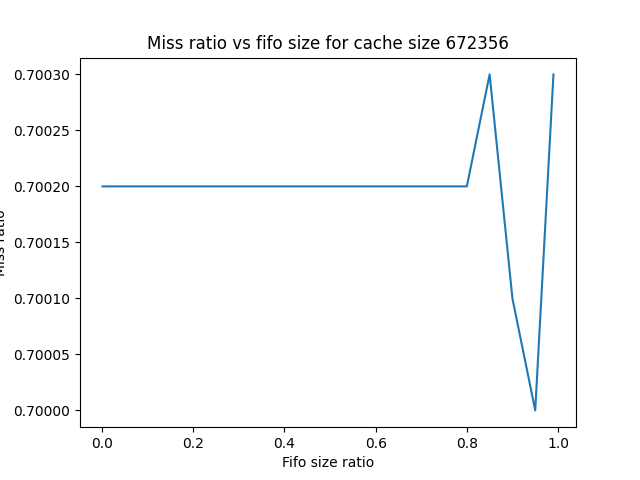 Miss ratio vs fifo size for cache size 672356
0.70030
0.70025
0.70020
0.70015
0.70010
0.70005
0.70000
Miss ratio
0.0 0.2 0.4 0.6 0.8 1.0
Fifo size ratio